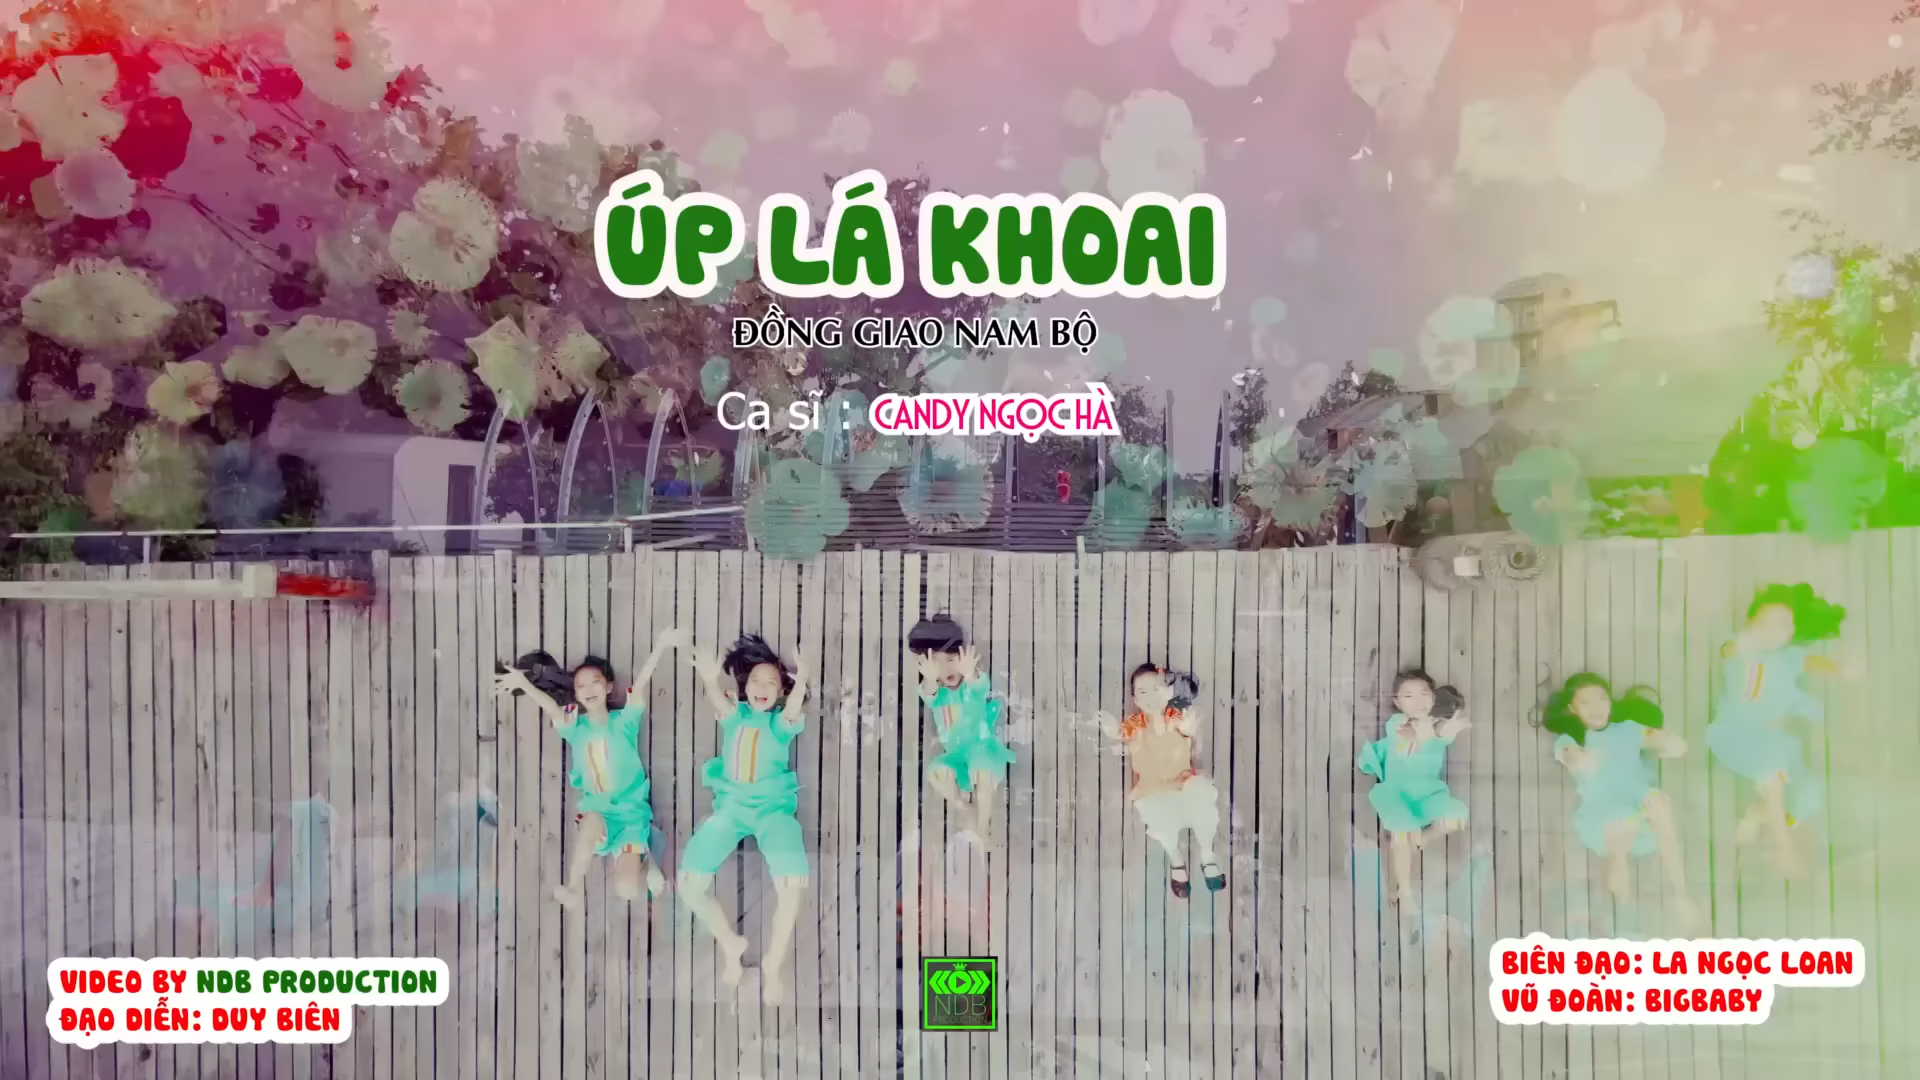 ÚP LÁ KHOAI
ĐỒNG GIAO NAM BỘ
Ca sĩ : CANDY NGỌC HÀ
VIDEO BY NDB PRODUCTION
ĐẠO DIỄN: DUY BIÊN
BIÊN ĐẠO: LA NGỌC LOAN
VŨ ĐOÀN: BIGBABY
NDB
PRODUCTION